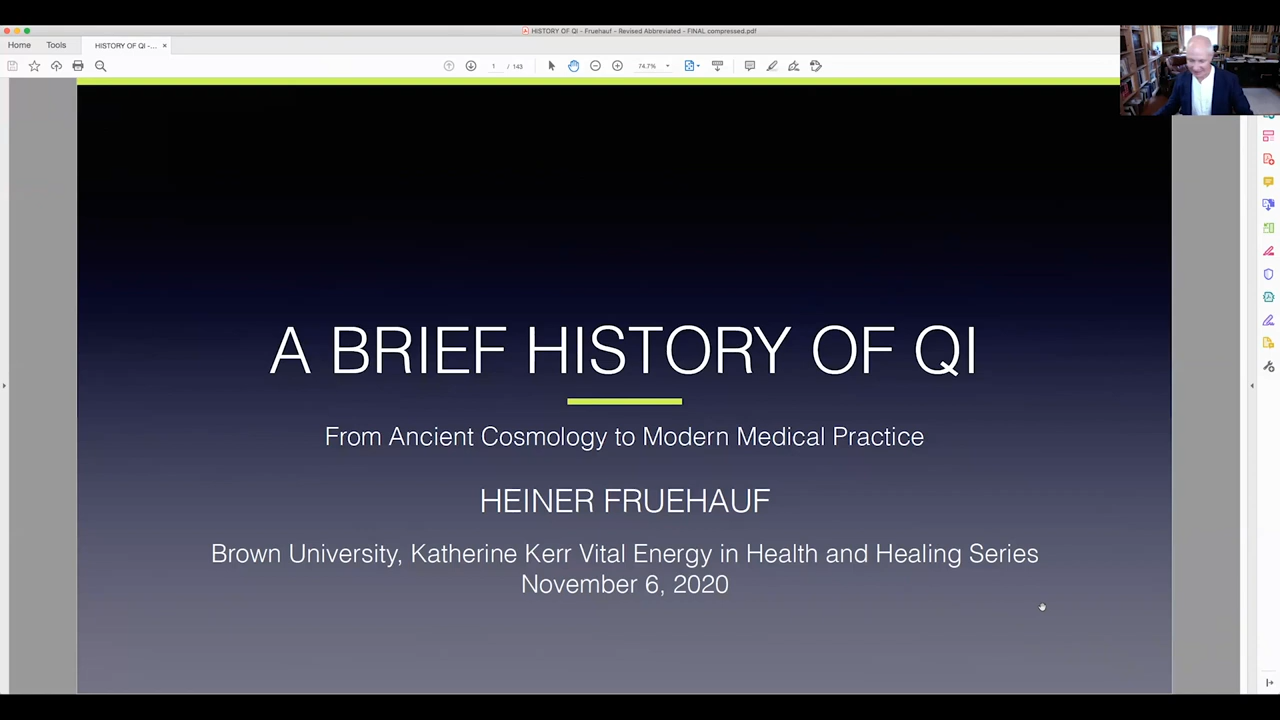 HISTORY OF QI - Fruehauf - Revised Abbreviated - FINAL compressed.pdf
Home
Tools
HISTORY OF QI -...
1 / 143
74.7%
A BRIEF HISTORY OF QI
From Ancient Cosmology to Modern Medical Practice
HEINER FRUEHAUF
Brown University, Katherine Kerr Vital Energy in Health and Healing Series
November 6, 2020